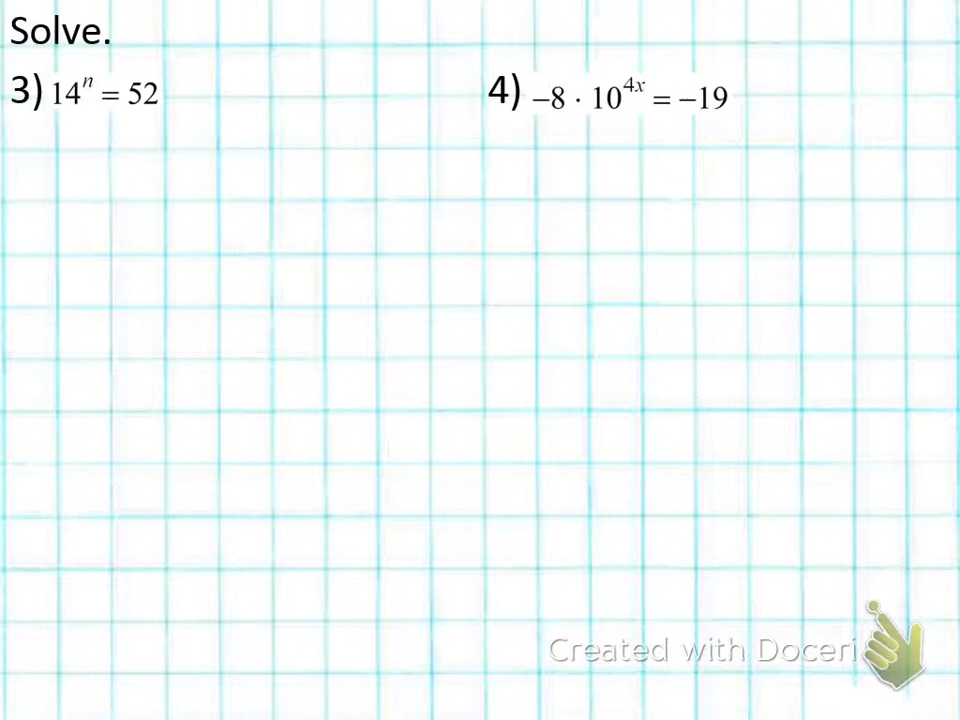 Solve.
3) 14ⁿ = 52
4) –8 · 10⁴ˣ = –19
Created with Doceri